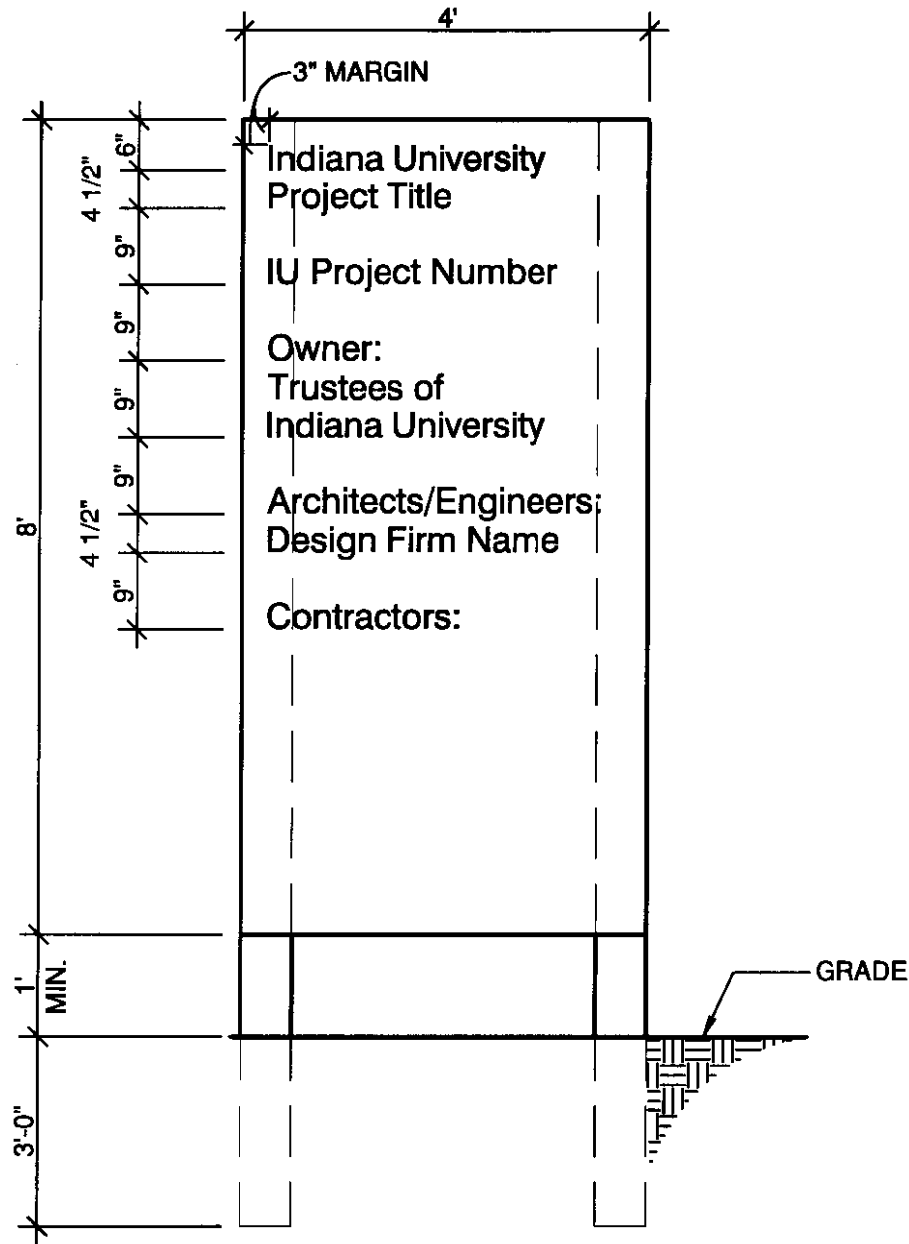 4'
3" MARGIN
6"
4 1/2"
9"
9"
9"
9"
4 1/2"
9"
8'
1'
MIN.
3'-0"
Indiana University
Project Title
IU Project Number
Owner:
Trustees of
Indiana University
Architects/Engineers:
Design Firm Name
Contractors:
GRADE